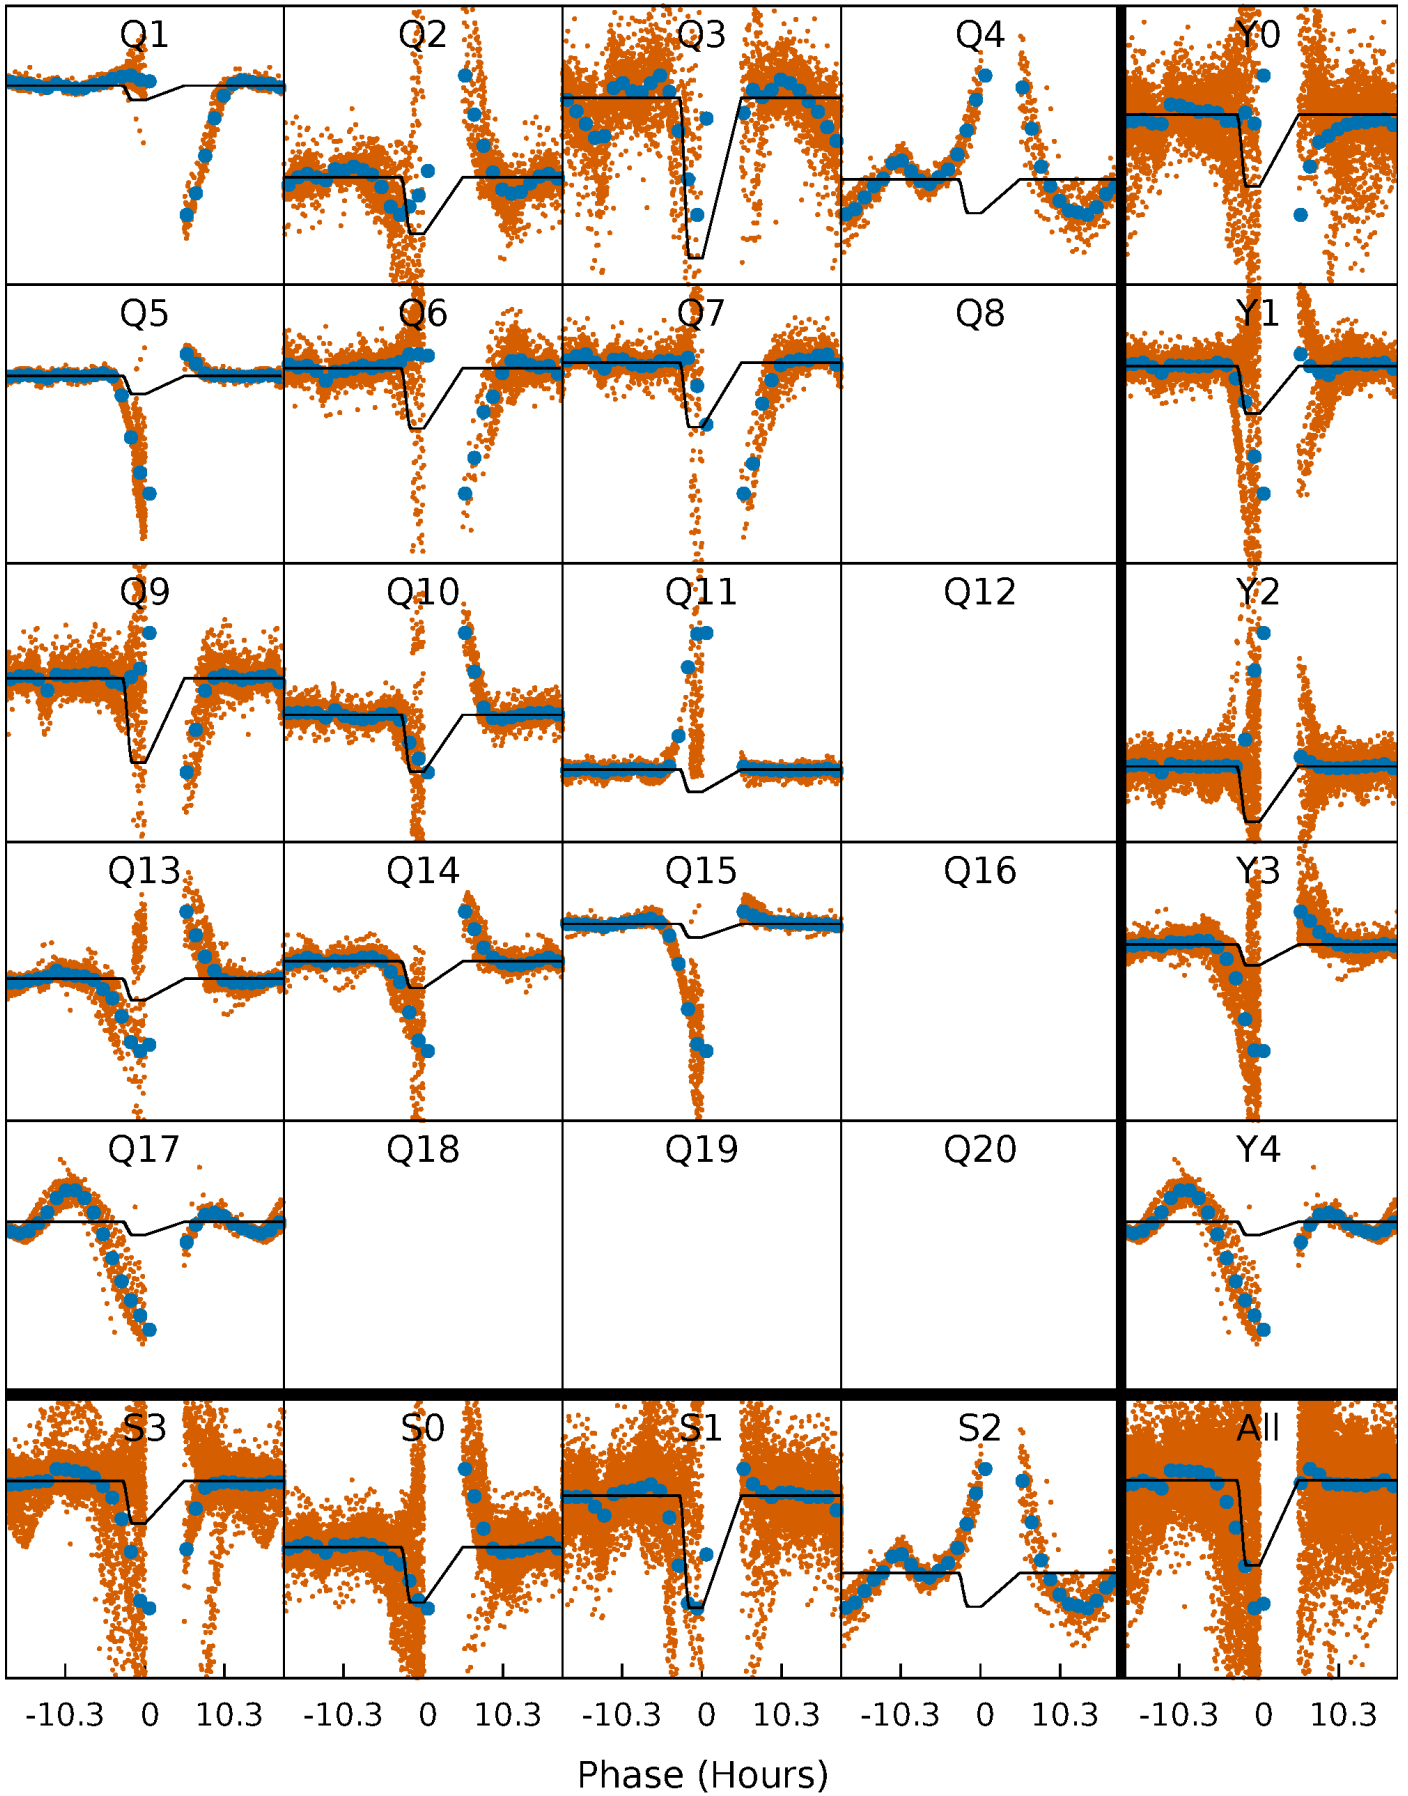 Q1 Q2 Q3 Q4 Y0
Q5 Q6 Q7 Q8 Y1
Q9 Q10 Q11 Q12 Y2
Q13 Q14 Q15 Q16 Y3
Q17 Q18 Q19 Q20 Y4
S3 S0 S1 S2 All
-10.3 0 10.3 -10.3 0 10.3 -10.3 0 10.3 -10.3 0 10.3 -10.3 0 10.3
Phase (Hours)